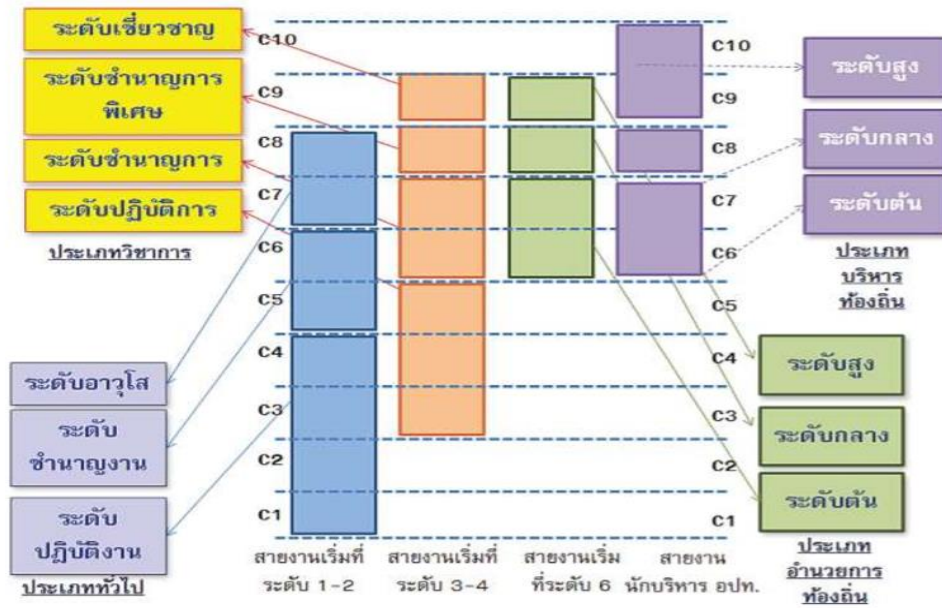 ระดับเชี่ยวชาญ
ระดับชำนาญการ
พิเศษ
ระดับชำนาญการ
ระดับปฏิบัติการ
ประเภทวิชาการ
ระดับอาวุโส
ระดับ
ชำนาญงาน
ระดับ
ปฏิบัติงาน
ประเภททั่วไป
C10
C9
C8
C7
C6
C5
C4
C3
C2
C1
สายงานเริ่มที่
ระดับ 1-2
สายงานเริ่มที่
ระดับ 3-4
สายงานเริ่ม
ที่ระดับ 6
สายงาน
นักบริหาร อปท.
C10
C9
C8
C7
C6
C5
C4
C3
C2
C1
ระดับสูง
ระดับกลาง
ระดับต้น
ประเภท
บริหาร
ท้องถิ่น
ระดับสูง
ระดับกลาง
ระดับต้น
ประเภท
อำนวยการ
ท้องถิ่น